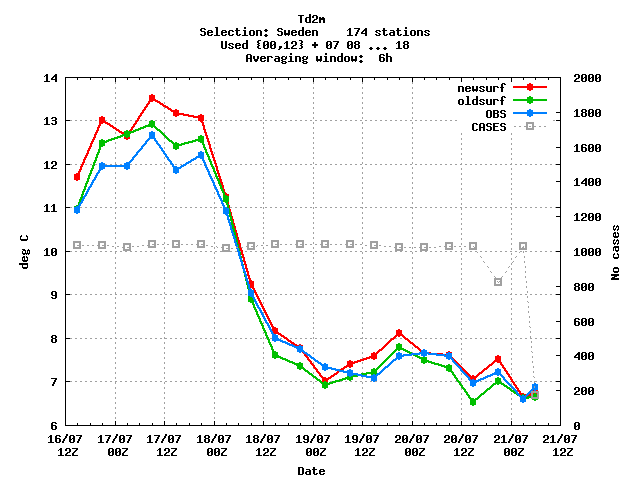 Td2m
Selection: Sweden    174 stations
Used {00,12} + 07 08 ... 18
Averaging window:  6h
newsurf
oldsurf
OBS
CASES
deg C
14
13
12
11
10
9
8
7
6
No cases
2000
1800
1600
1400
1200
1000
800
600
400
200
0
16/07 17/07 17/07 18/07 18/07 19/07 19/07 20/07 20/07 21/07 21/07
12Z 00Z 12Z 00Z 12Z 00Z 12Z 00Z 12Z 00Z 12Z
Date